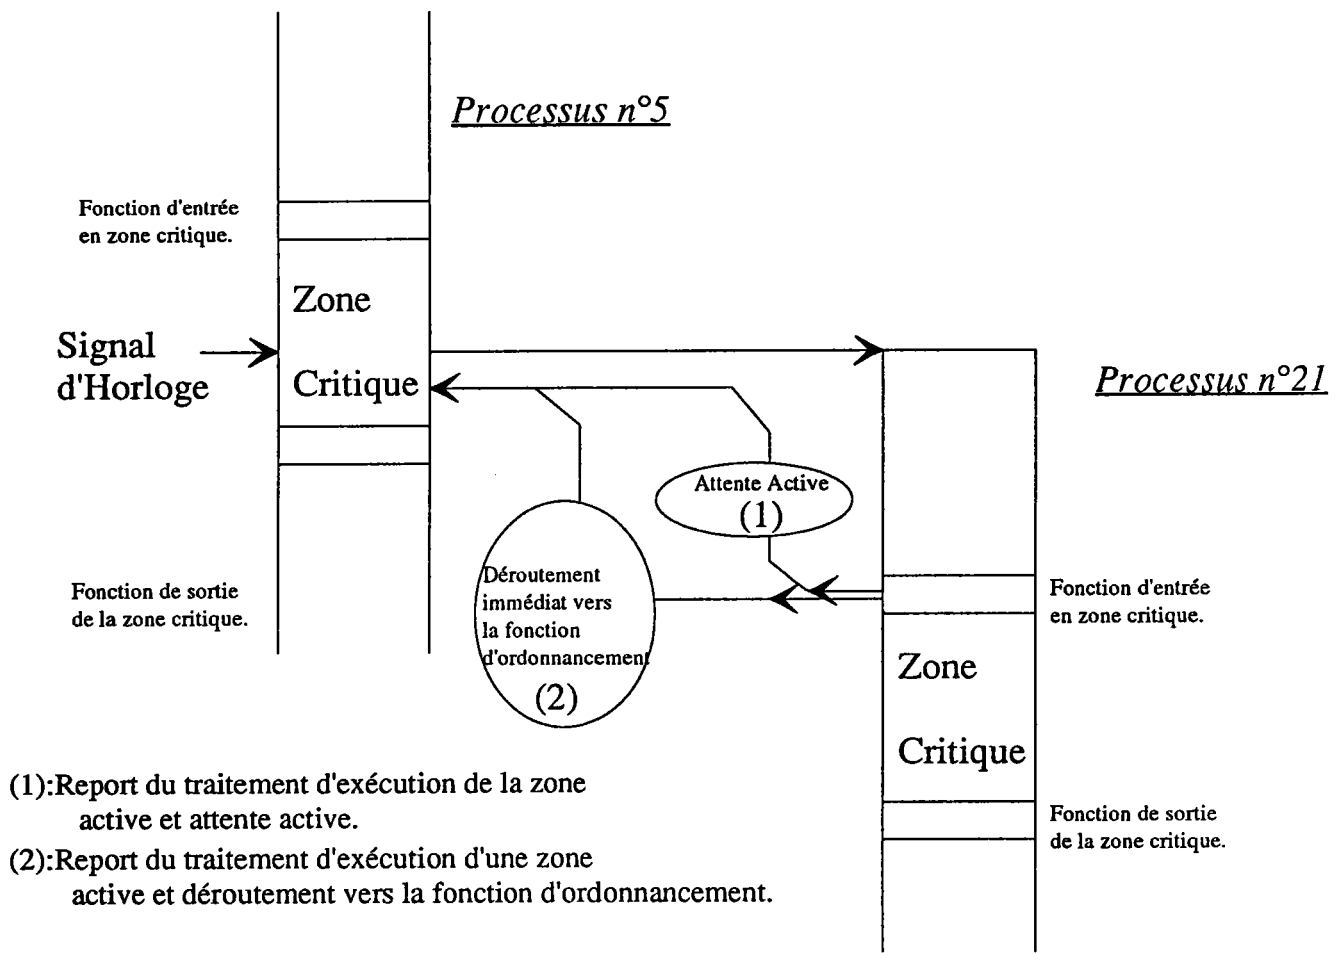 Processus n°5
Fonction d'entrée
en zone critique.
Zone
Critique
Signal
d'Horloge
Processus n°21
Attente Active
(1)
Déroutement
immédiat vers
la fonction
d'ordonnancement
(2)
Fonction de sortie
de la zone critique.
Fonction d'entrée
en zone critique.
Zone
Critique
Fonction de sortie
de la zone critique.
(1):Report du traitement d'exécution de la zone
active et attente active.
(2):Report du traitement d'exécution d'une zone
active et déroutement vers la fonction d'ordonnancement.